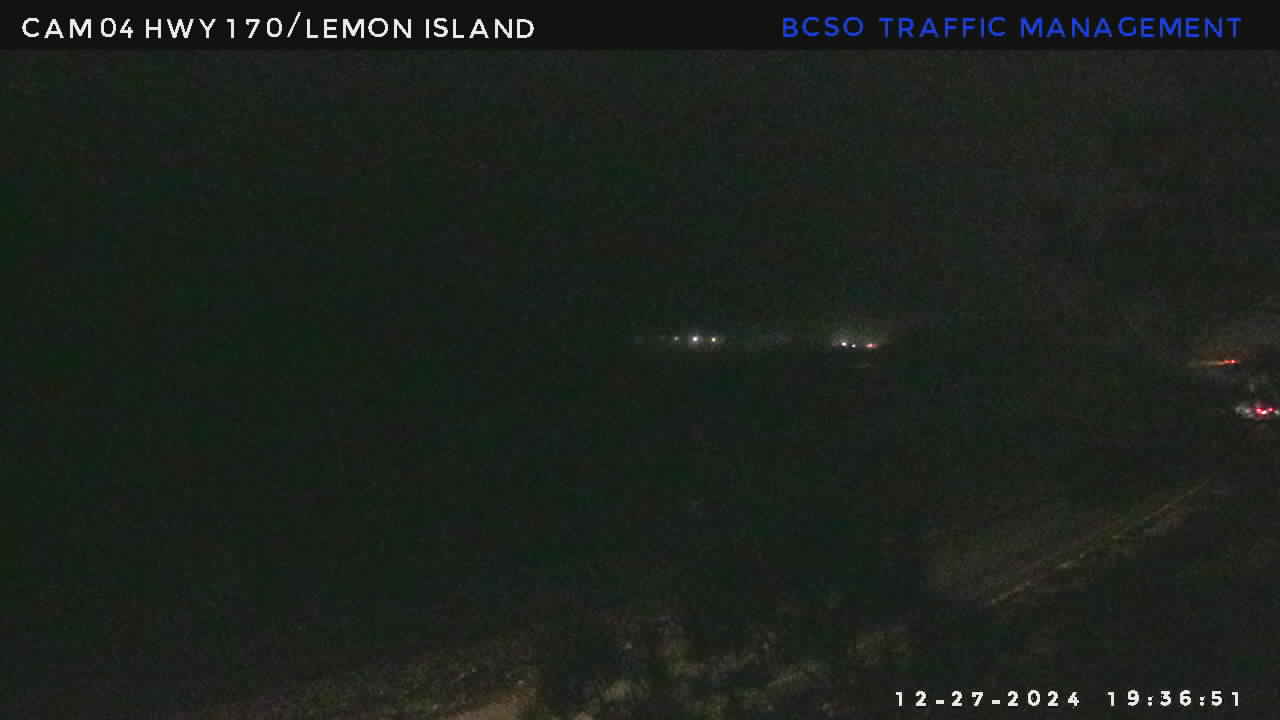 CAM04 HWY 170/LEMON ISLAND
BCSO TRAFFIC MANAGEMENT
12-27-2024 19:36:51